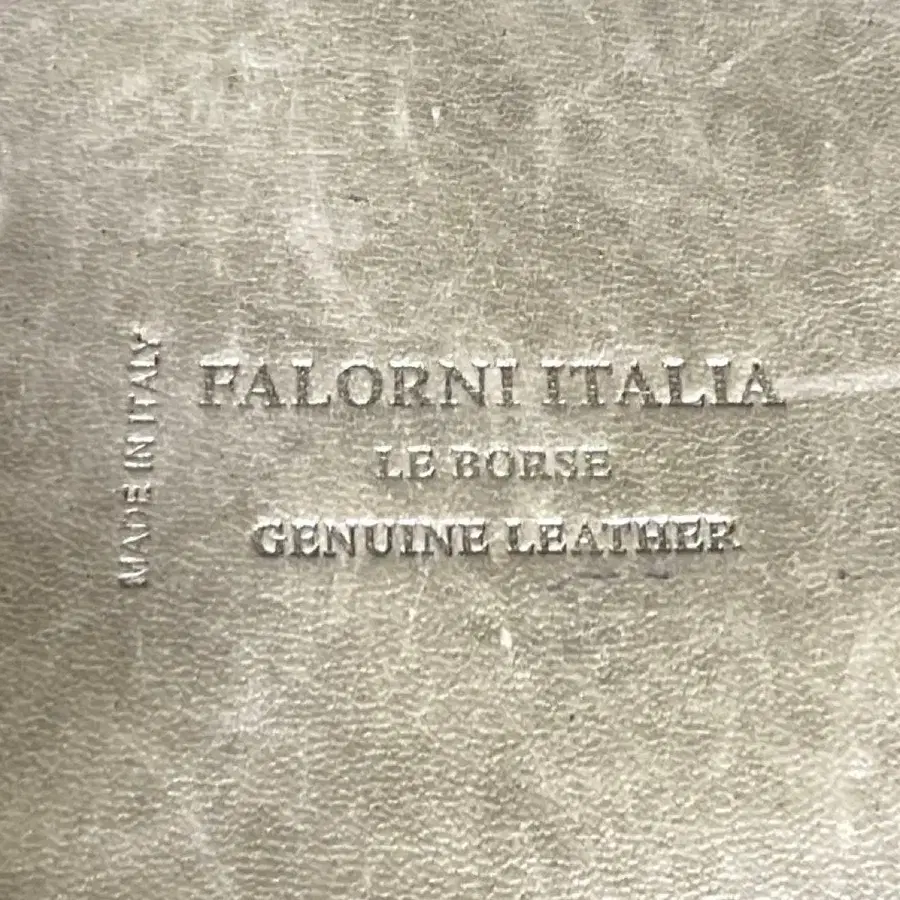 MADE IN ITALY
FALORNI ITALIA
LE BORSE
GENUINE LEATHER